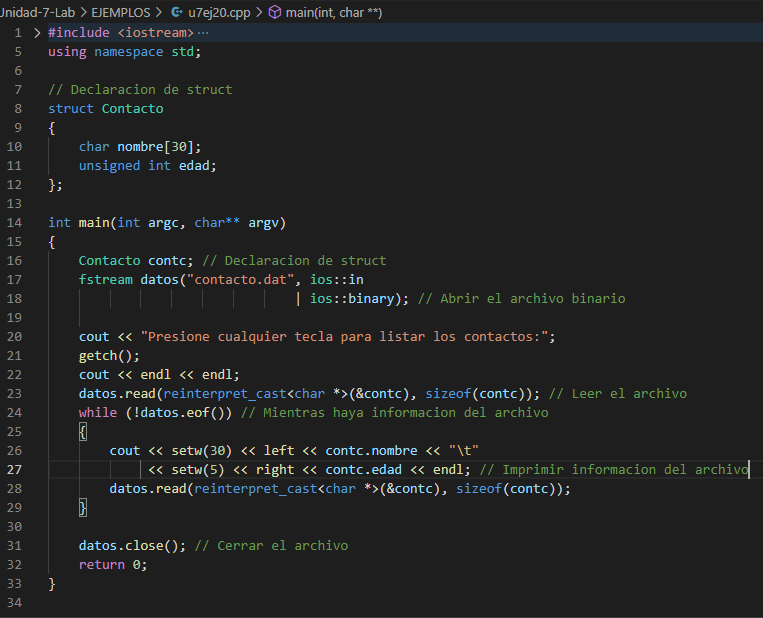 Unidad-7-Lab > EJEMPLOS > u7ej20.cpp > main(int, char **)
1 > #include <iostream> ···
5 using namespace std;
6
7 // Declaracion de struct
8 struct Contacto
9 {
10 char nombre[30];
11 unsigned int edad;
12 };
13
14 int main(int argc, char** argv)
15 {
16 Contacto contc; // Declaracion de struct
17 fstream datos("contacto.dat", ios::in
18 | ios::binary); // Abrir el archivo binario
19
20 cout << "Presione cualquier tecla para listar los contactos:";
21 getch();
22 cout << endl << endl;
23 datos.read(reinterpret_cast<char *>(&contc), sizeof(contc)); // Leer el archivo
24 while (!datos.eof()) // Mientras haya informacion del archivo
25 {
26 cout << setw(30) << left << contc.nombre << "\t"
27 << setw(5) << right << contc.edad << endl; // Imprimir informacion del archivo
28 datos.read(reinterpret_cast<char *>(&contc), sizeof(contc));
29 }
30
31 datos.close(); // Cerrar el archivo
32 return 0;
33 }
34